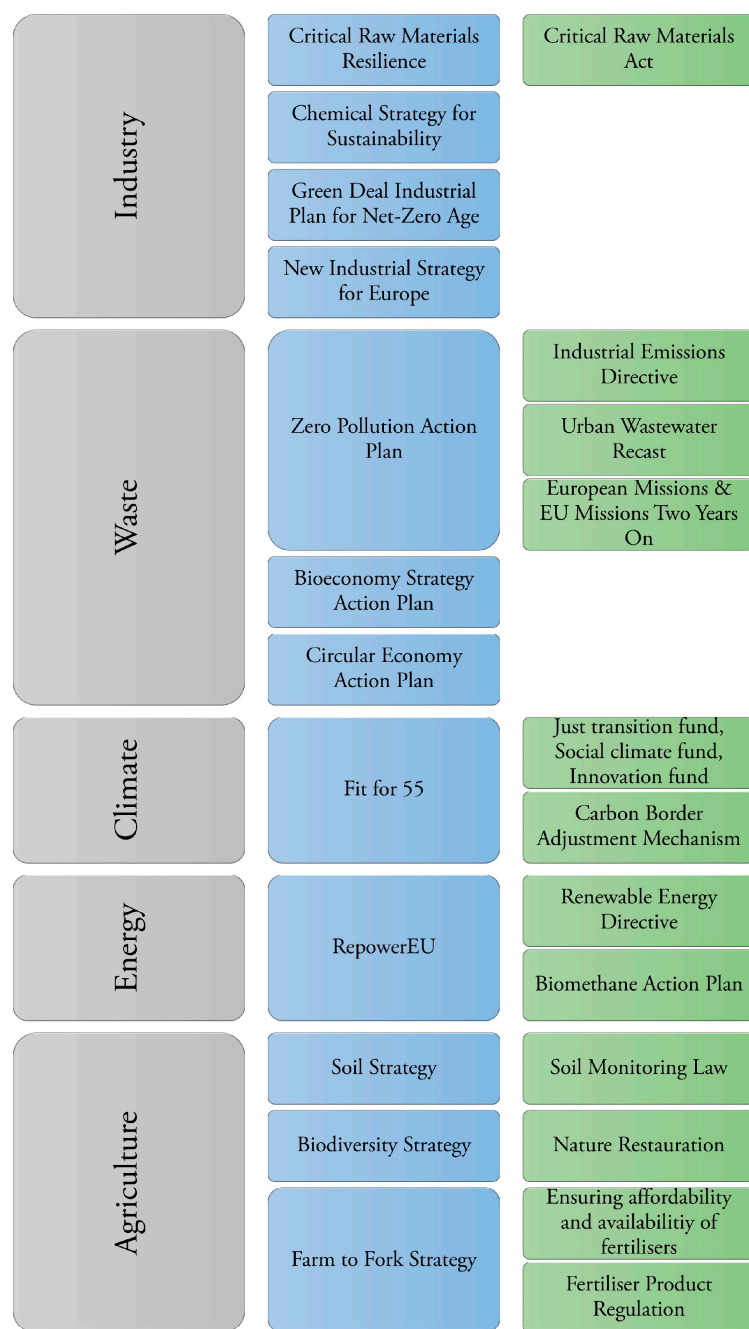 Industry
Critical Raw Materials
Resilience
Critical Raw Materials
Act
Chemical Strategy for
Sustainability
Green Deal Industrial
Plan for Net-Zero Age
New Industrial Strategy
for Europe
Waste
Zero Pollution Action
Plan
Industrial Emissions
Directive
Urban Wastewater
Recast
European Missions &
EU Missions Two Years
On
Bioeconomy Strategy
Action Plan
Circular Economy
Action Plan
Climate
Fit for 55
Just transition fund,
Social climate fund,
Innovation fund
Carbon Border
Adjustment Mechanism
Energy
RepowerEU
Renewable Energy
Directive
Biomethane Action Plan
Agriculture
Soil Strategy
Soil Monitoring Law
Biodiversity Strategy
Nature Restauration
Farm to Fork Strategy
Ensuring affordability
and availabilitiy of
fertilisers
Fertiliser Product
Regulation